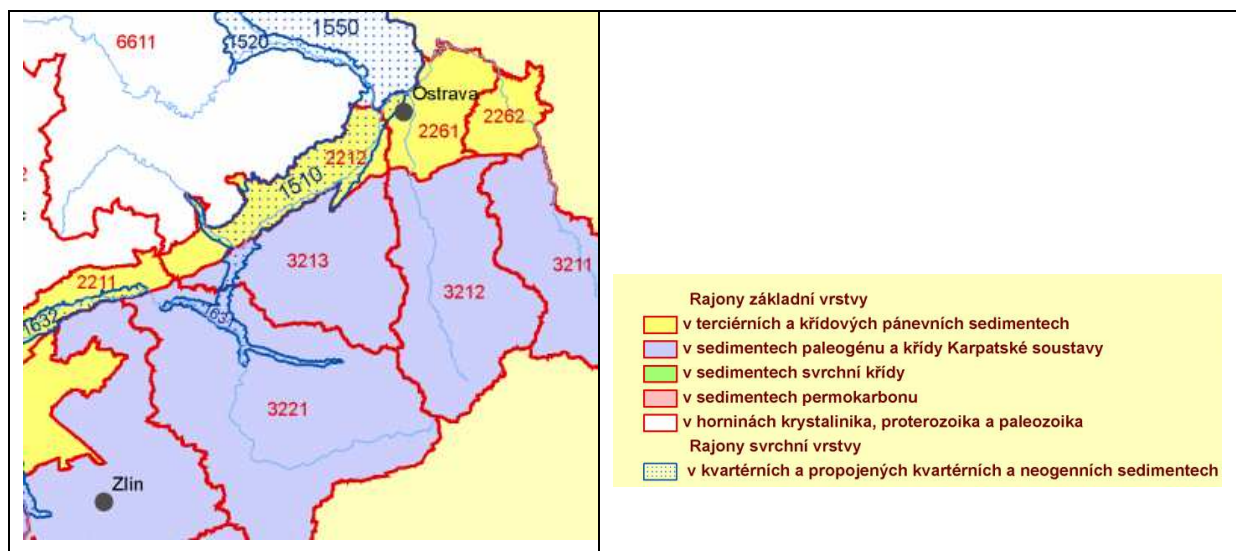 6611
1520
1550
Ostrava
2261
2262
2212
1510
2211
3213
3212
3211
1632
3221
Zlín
Rajony základní vrstvy
v terciérních a křídových pánevních sedimentech
v sedimentech paleogénu a křídy Karpatské soustavy
v sedimentech svrchní křídy
v sedimentech permokarbonu
v horninách krystalinika, proterozoika a paleozoika
Rajony svrchní vrstvy
v kvartérních a propojených kvartérních a neogenních sedimentech